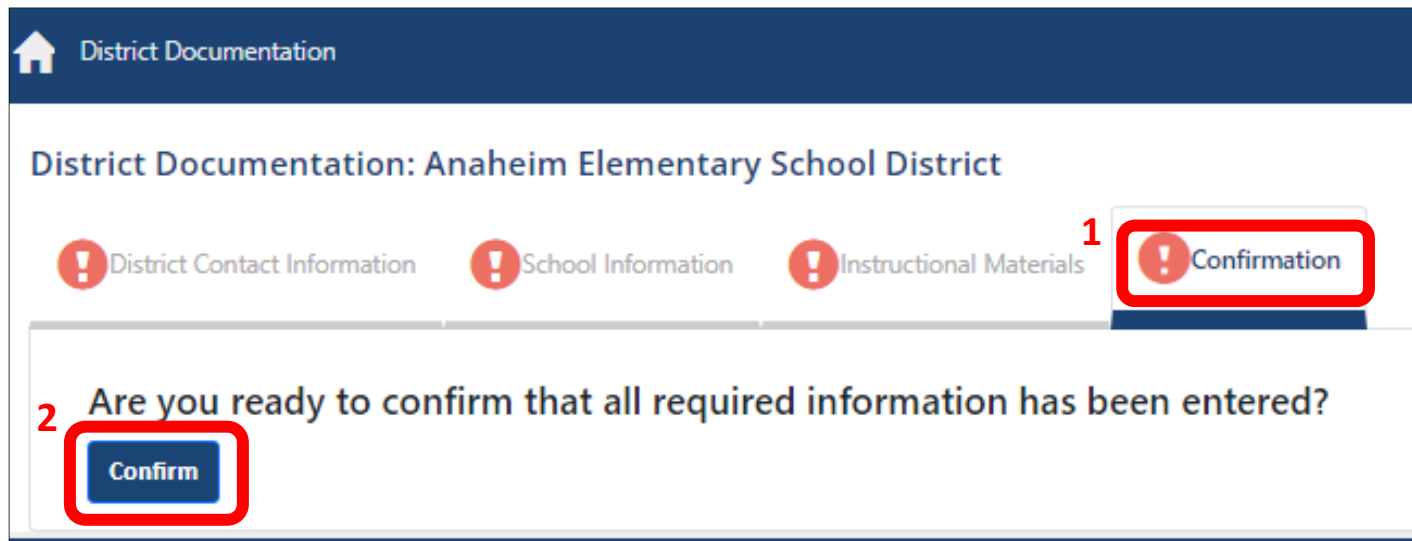 District Documentation
District Documentation: Anaheim Elementary School District
! District Contact Information ! School Information ! Instructional Materials 1 ! Confirmation
Are you ready to confirm that all required information has been entered?
2
Confirm